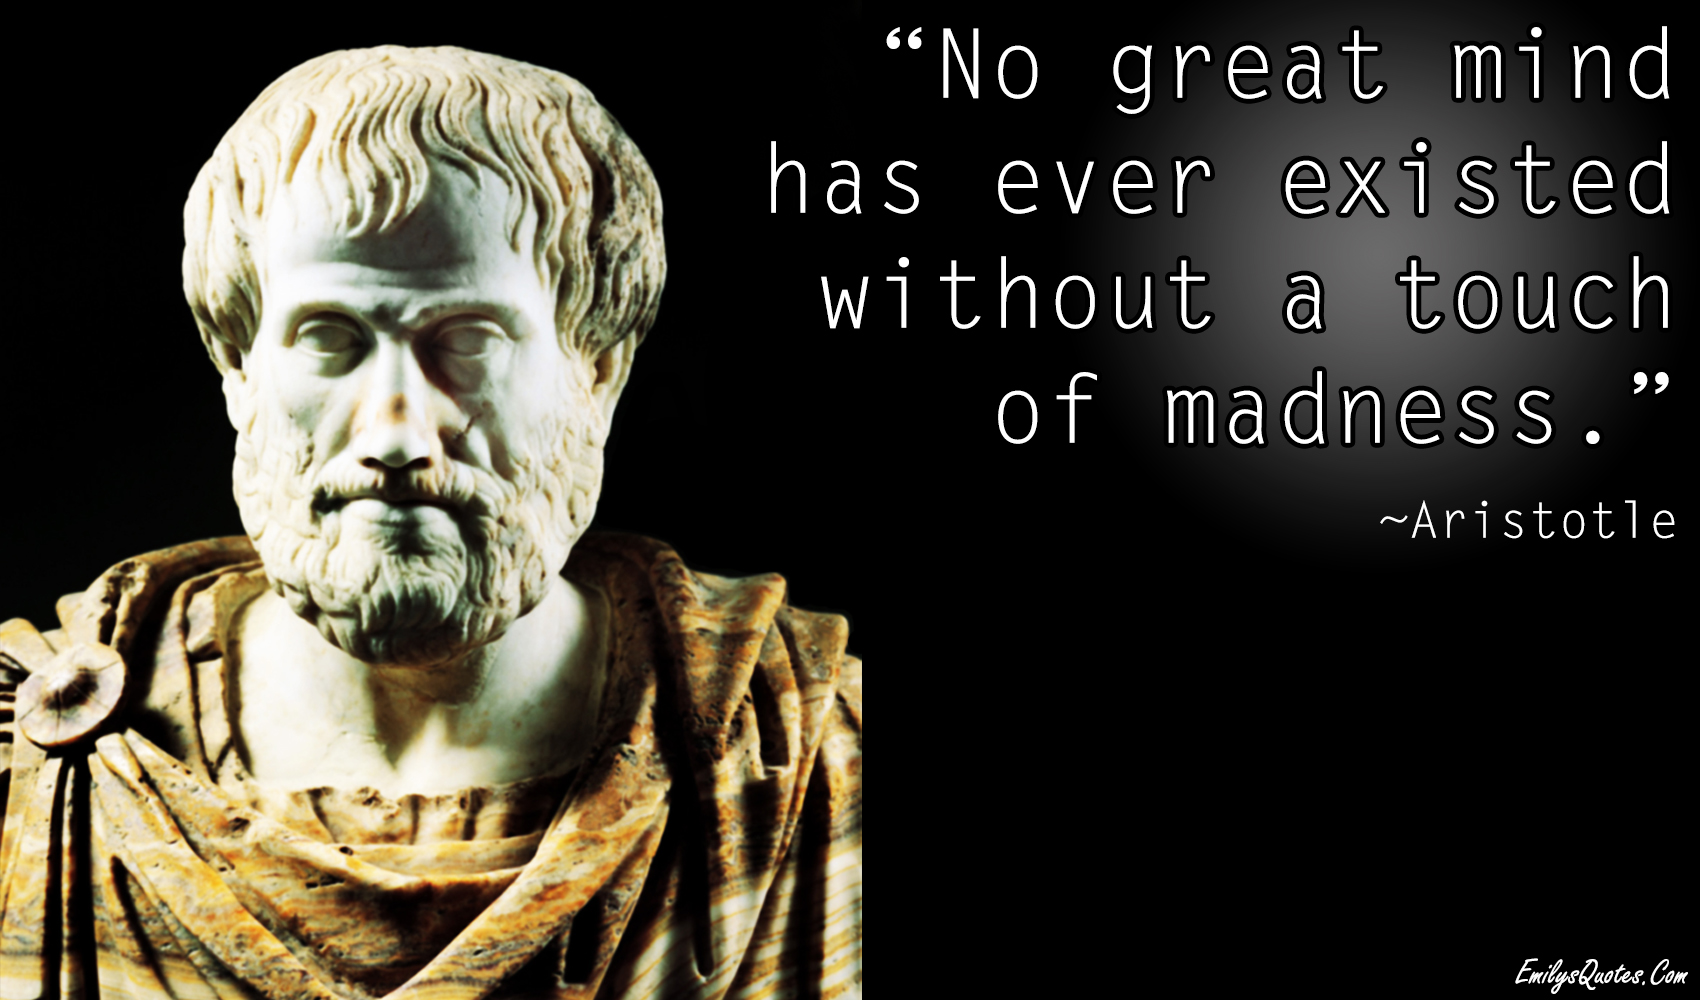 “No great mind
has ever existed
without a touch
of madness.”
~Aristotle
EmilysQuotes.Com